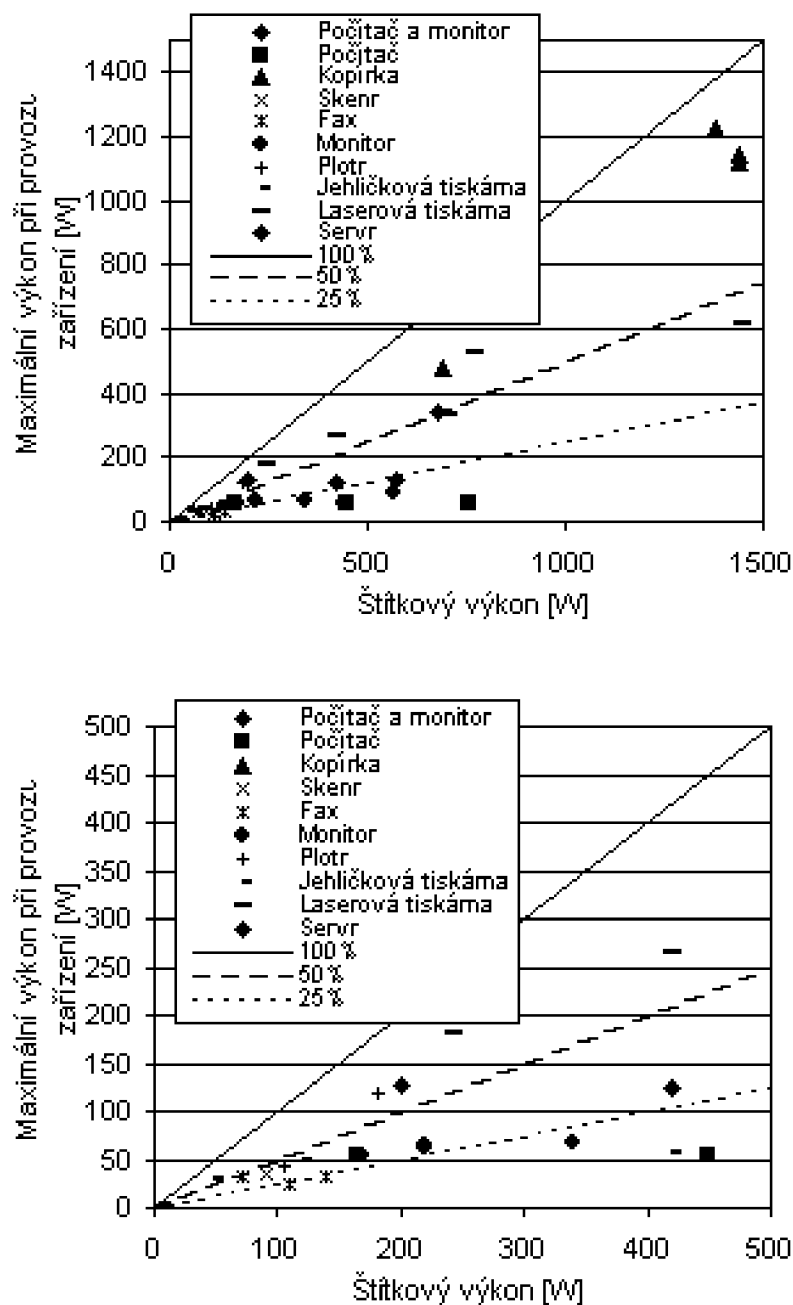 Počítač a monitor
Počjtač
Kopírka
Skenr
Fax
Monitor
Plotr
Jehličková tiskárna
Laserová tiskárna
Servr
100 %
50 %
25 %
1400
1200
1000
800
600
400
200
0
Maximální výkon při provozu
zařízení [W]
0 500 1000 1500
Štítkový výkon [W]
Počítač a monitor
Počítač
Kopírka
Skenr
Fax
Monitor
Plotr
Jehličková tiskárna
Laserová tiskárna
Servr
100 %
50 %
25 %
500
450
400
350
300
250
200
150
100
50
0
Maximální výkon při provozu
zařízení [W]
0 100 200 300 400 500
Štítkový výkon [W]